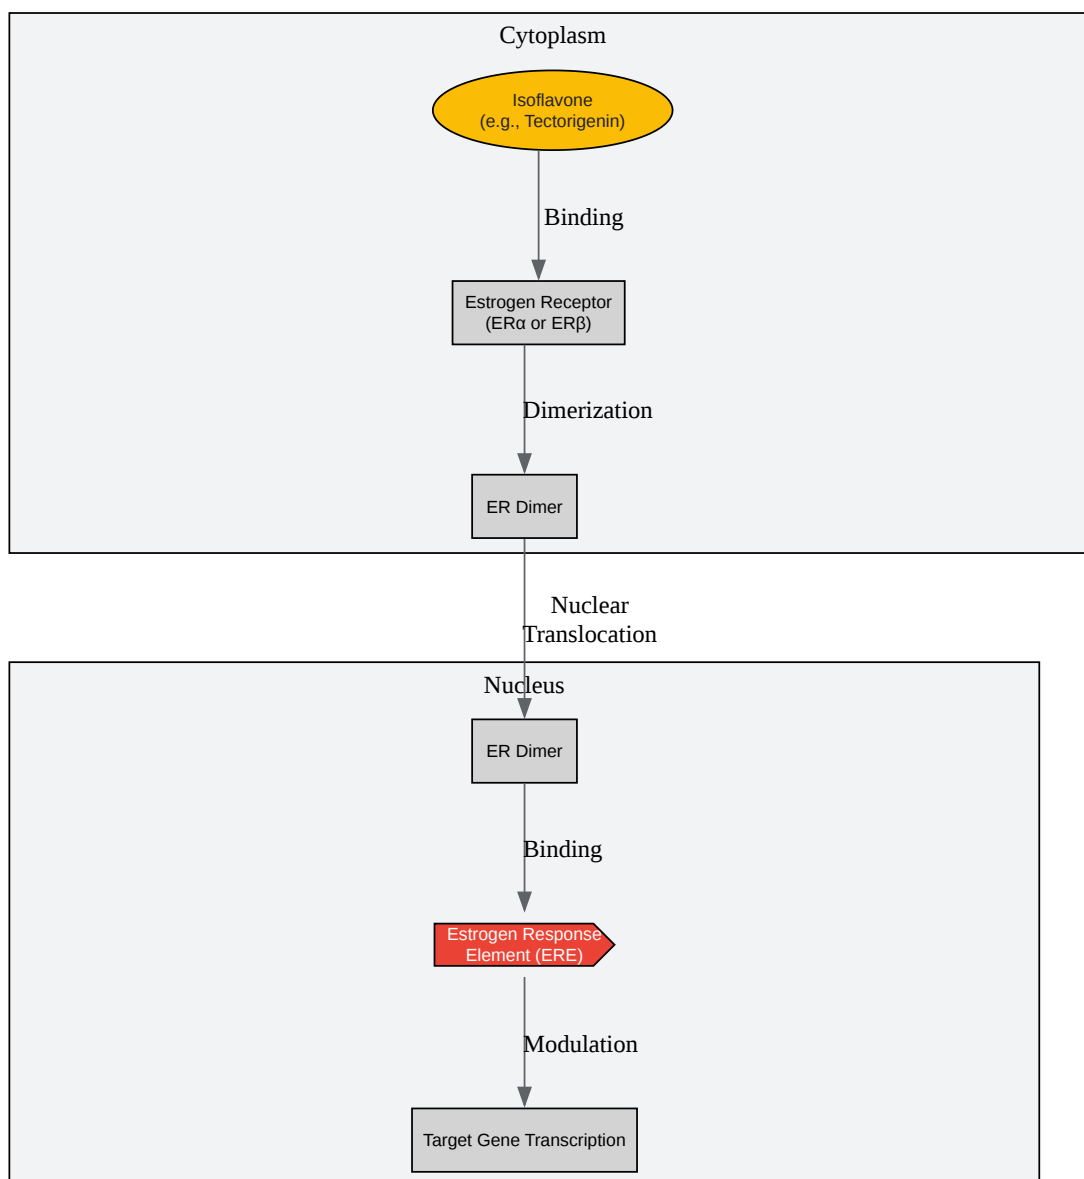 Cytoplasm
Isoflavone
(e.g., Tectorigenin)
Binding
Estrogen Receptor
(ERα or ERβ)
Dimerization
ER Dimer
Nuclear
Translocation
Nucleus
ER Dimer
Binding
Estrogen Response
Element (ERE)
Modulation
Target Gene Transcription